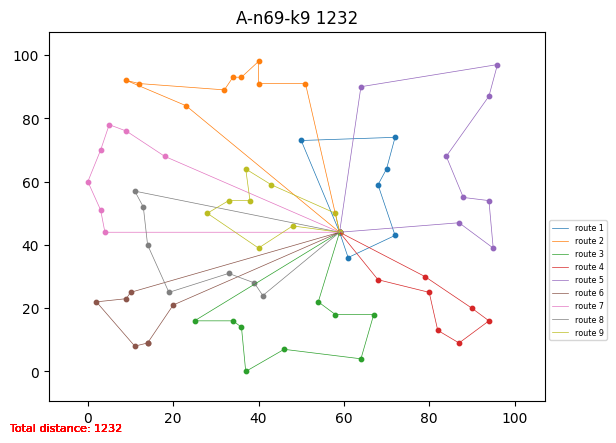 A-n69-k9 1232
100
80
60
40
20
0
0 20 40 60 80 100
route 1
route 2
route 3
route 4
route 5
route 6
route 7
route 8
route 9
Total distance: 1232